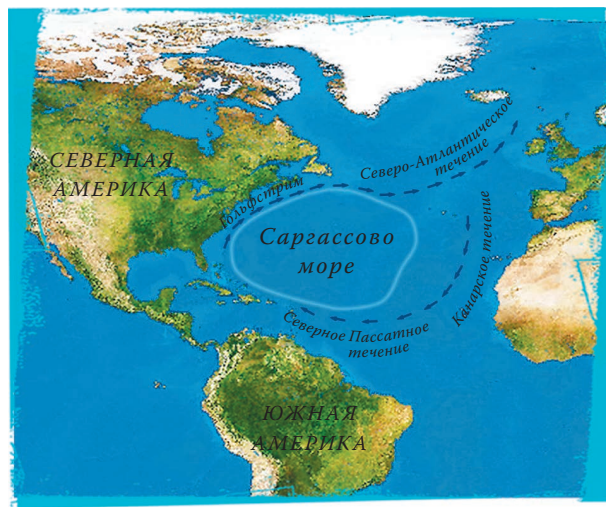 СЕВЕРНАЯ
АМЕРИКА
Гольфстрим
Северо-Атлантическое
течение
Саргассово
море
Канарское течение
Северное Пассатное
течение
ЮЖНАЯ
АМЕРИКА